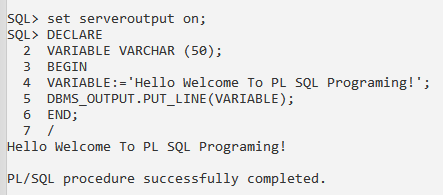 SQL> set serveroutput on;
SQL> DECLARE
2 VARIABLE VARCHAR (50);
3 BEGIN
4 VARIABLE:='Hello Welcome To PL SQL Programing!';
5 DBMS_OUTPUT.PUT_LINE(VARIABLE);
6 END;
7 /
Hello Welcome To PL SQL Programing!
PL/SQL procedure successfully completed.